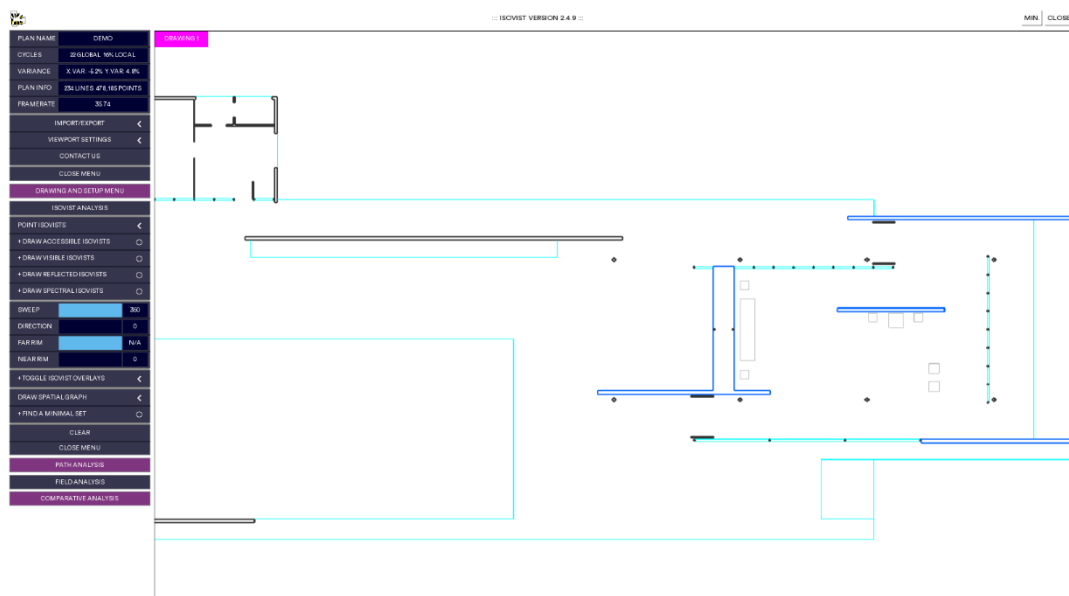 ::: ISOVIST VERSION 2.4.9 :::
MIN. CLOSE
PLAN NAME DEMO
DRAWING 1
CYCLES 22 GLOBAL 16% LOCAL
VARIANCE X.VAR: -5.2% Y.VAR: 4.8%
PLAN INFO 234 LINES 478,185 POINTS
FRAMERATE 35.74
IMPORT/EXPORT
VIEWPORT SETTINGS
CONTACT US
CLOSE MENU
DRAWING AND SETUP MENU
ISOVIST ANALYSIS
POINT ISOVISTS
+ DRAW ACCESSIBLE ISOVISTS
+ DRAW VISIBLE ISOVISTS
+ DRAW REFLECTED ISOVISTS
+ DRAW SPECTRAL ISOVISTS
SWEEP 360
DIRECTION 0
FAR RIM N/A
NEAR RIM 0
+ TOGGLE ISOVIST OVERLAYS
DRAW SPATIAL GRAPH
+ FIND A MINIMAL SET
CLEAR
CLOSE MENU
PATH ANALYSIS
FIELD ANALYSIS
COMPARATIVE ANALYSIS